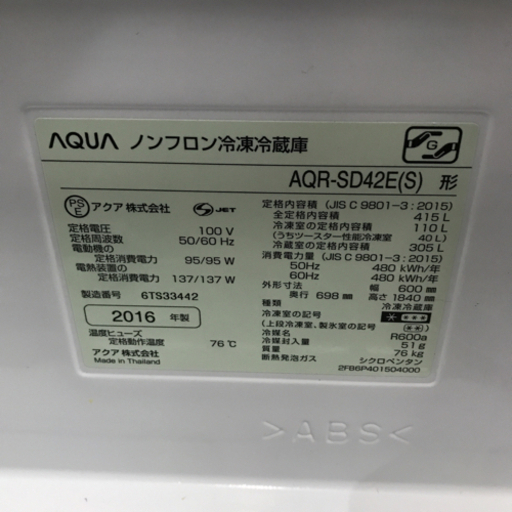 AQUA ノンフロン冷凍冷蔵庫
G
AQR-SD42E(S) 形
PS E アクア株式会社 S JET
定格電圧 100 V
定格周波数 50/60 Hz
電動機の
定格消費電力 95/95 W
電熱装置の
定格消費電力 137/137 W
製造番号 6TS33442
2016 年製
温度ヒューズ
定格動作温度 76℃
アクア株式会社
Made in Thailand
定格内容積 (JIS C 9801-3:2015)
全定格内容積 415 L
冷凍室の定格内容積 110 L
(うちツースター性能冷凍室 40L)
冷蔵室の定格内容積 305 L
消費電力量 (JIS C 9801-3:2015)
50Hz 480 kWh/年
60Hz 480 kWh/年
外形寸法 幅 600 mm
奥行 698 mm 高さ 1840 mm
種類 冷凍冷蔵庫
冷凍室の記号
(上段冷凍室、製氷室の記号
冷媒名 R600a
冷媒封入量 51g
質量 76 kg
断熱発泡ガス シクロペンタン
2FB6P401504000
>ABS<